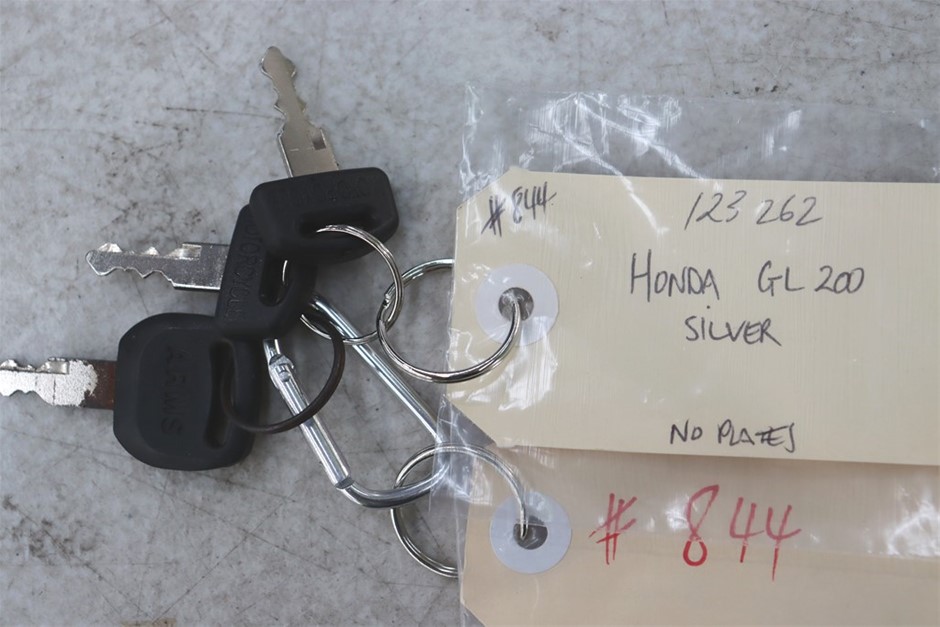 #844
123 262
HONDA GL 200
SILVER
NO PLATES
# 844